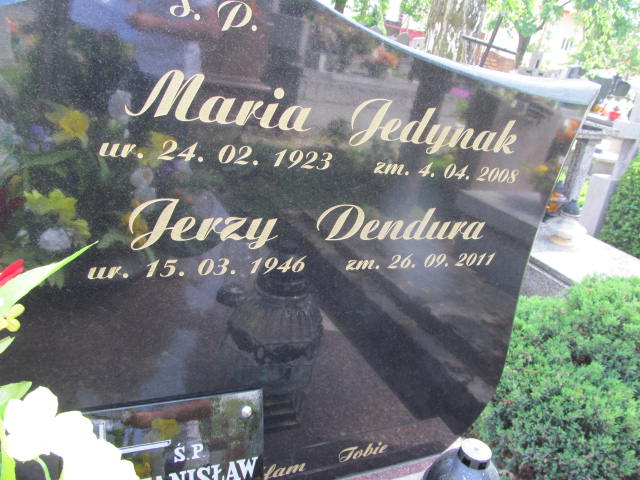 Ś. P.
Maria Jedynak
ur. 24. 02. 1923 zm. 4. 04. 2008
Jerzy Dendura
ur. 15. 03. 1946 zm. 26. 09. 2011
Ś.P.
Tobie